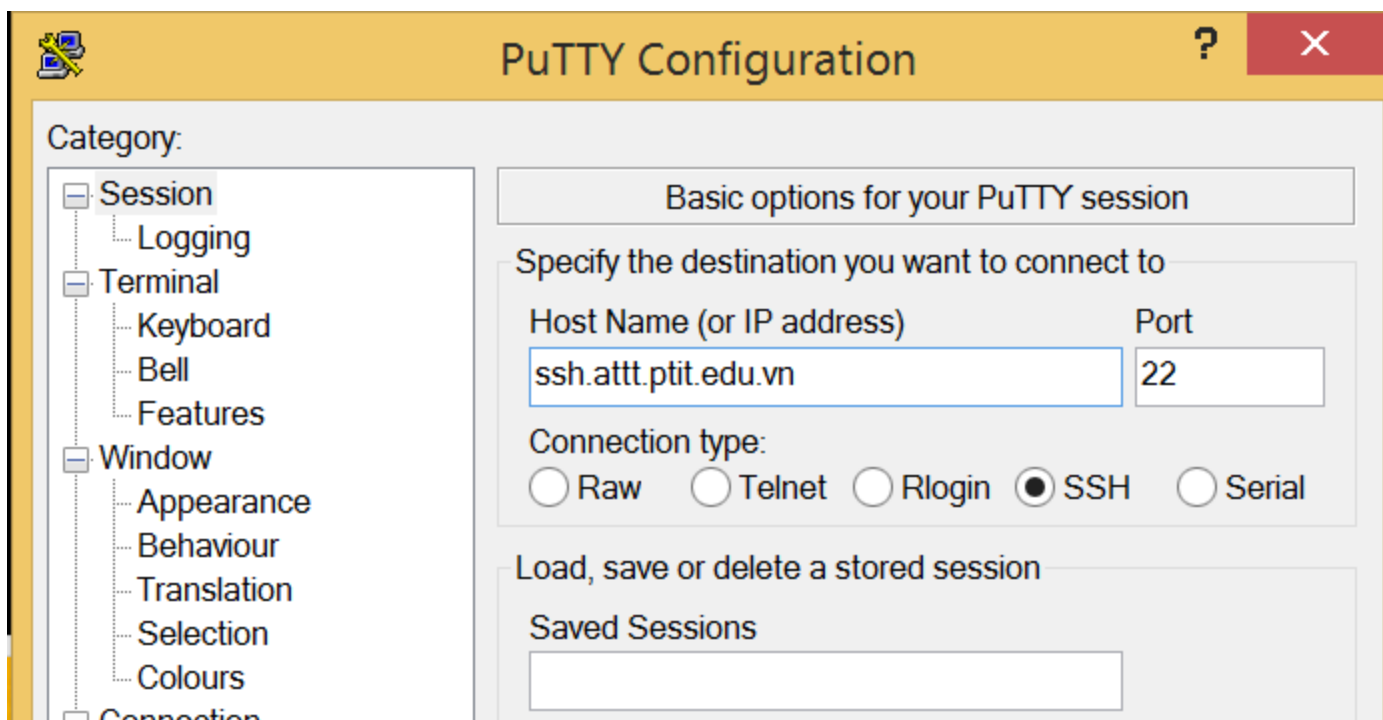 PuTTY Configuration
?
Category:
Session
Logging
Terminal
Keyboard
Bell
Features
Window
Appearance
Behaviour
Translation
Selection
Colours
Connection
Basic options for your PuTTY session
Specify the destination you want to connect to
Host Name (or IP address) Port
ssh.attt.ptit.edu.vn 22
Connection type:
Raw Telnet Rlogin SSH Serial
Load, save or delete a stored session
Saved Sessions